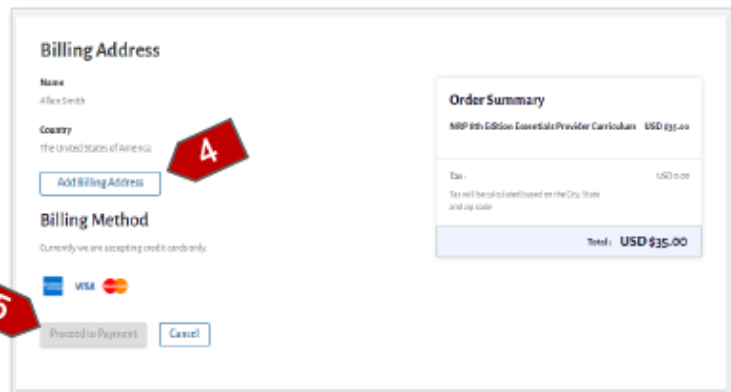 Billing Address
Name
Allen Smith
Country
The United States of America
4
Add Billing Address
Billing Method
Currently we are accepting credit cards only.
VISA
5
Proceed to Payment
Cancel
Order Summary
NRP 8th Edition Essentials Provider Curriculum USD $35.00
Tax: USD 0.00
Tax will be calculated based on the City, State
and zip code
Total: USD $35.00